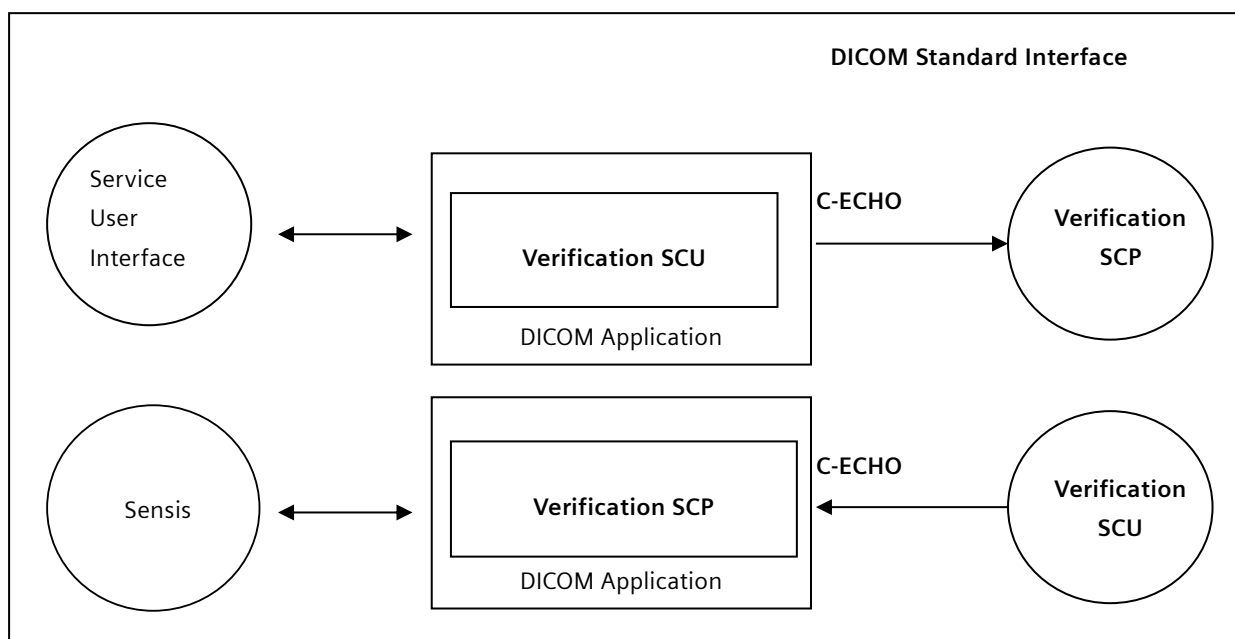 DICOM Standard Interface
Service
User
Interface
Verification SCU
DICOM Application
C-ECHO
Verification
SCP
Sensis
Verification SCP
DICOM Application
C-ECHO
Verification
SCU